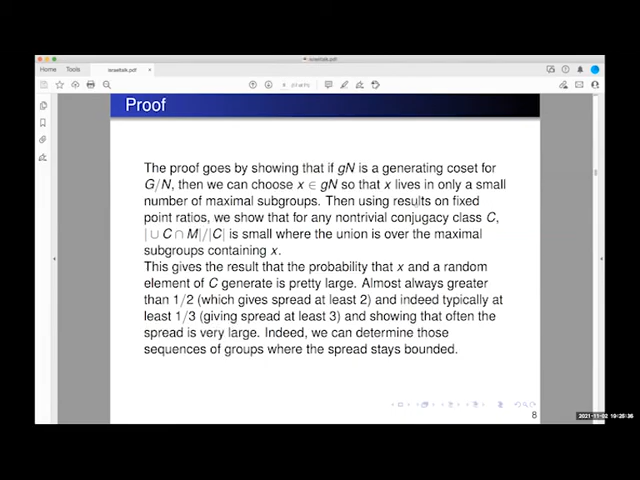 israeltalk.pdf
Home Tools israeltalk.pdf ×
Proof
The proof goes by showing that if gN is a generating coset for
G/N, then we can choose x ∈ gN so that x lives in only a small
number of maximal subgroups. Then using results on fixed
point ratios, we show that for any nontrivial conjugacy class C,
| ∪ C ∩ M|/|C| is small where the union is over the maximal
subgroups containing x.
This gives the result that the probability that x and a random
element of C generate is pretty large. Almost always greater
than 1/2 (which gives spread at least 2) and indeed typically at
least 1/3 (giving spread at least 3) and showing that often the
spread is very large. Indeed, we can determine those
sequences of groups where the spread stays bounded.
8